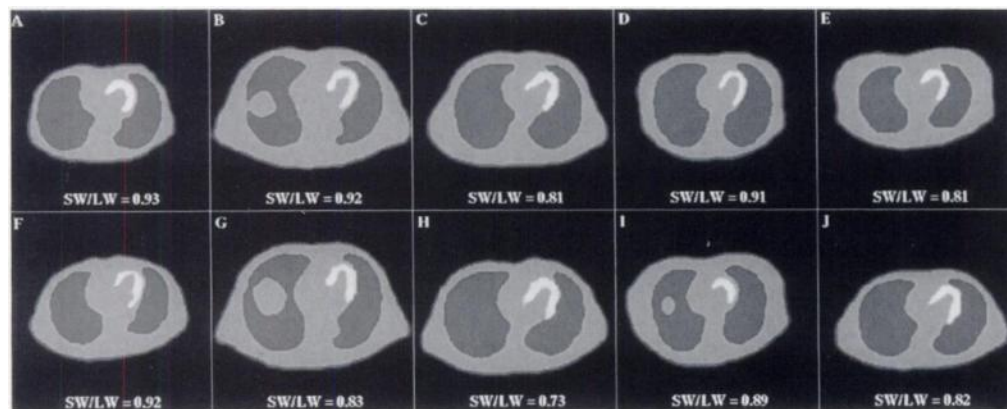 A B C D E
SW/LW = 0.93 SW/LW = 0.92 SW/LW = 0.81 SW/LW = 0.91 SW/LW = 0.81
F G H I J
SW/LW = 0.92 SW/LW = 0.83 SW/LW = 0.73 SW/LW = 0.89 SW/LW = 0.82